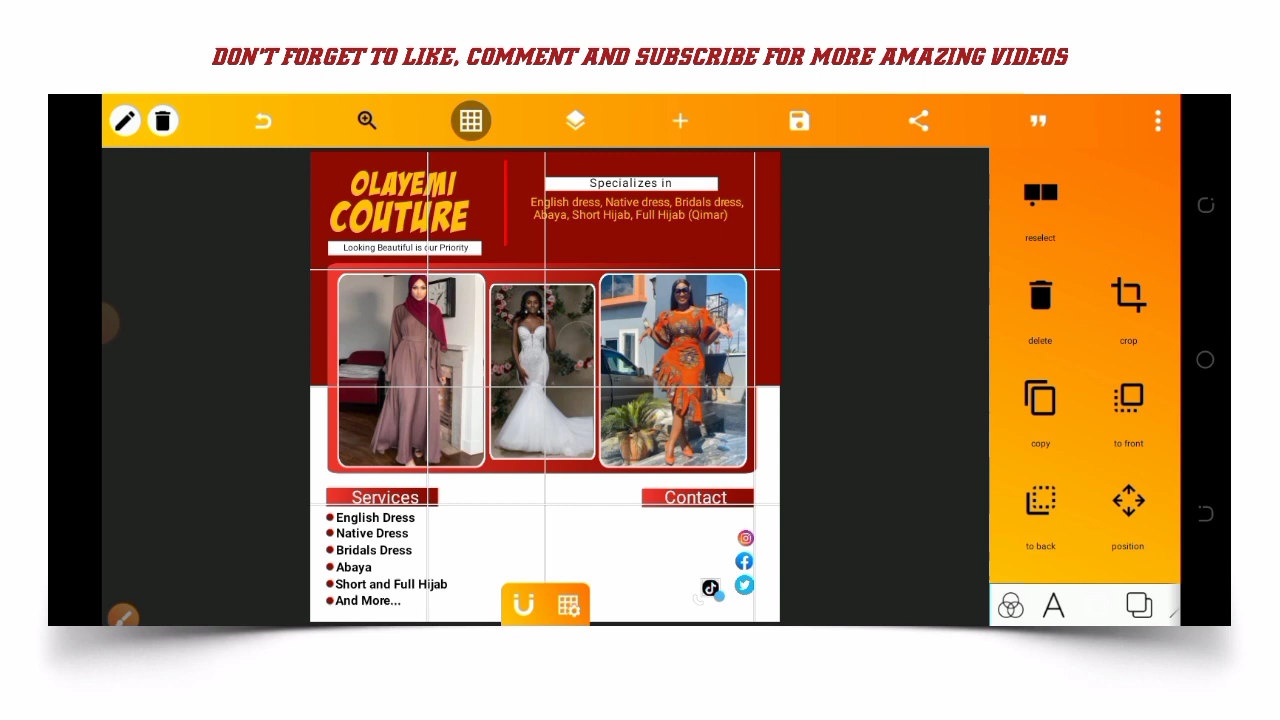 DON'T FORGET TO LIKE, COMMENT AND SUBSCRIBE FOR MORE AMAZING VIDEOS
OLAYEMI
COUTURE
Looking Beautiful is our Priority
Specializes in
English dress, Native dress, Bridals dress,
Abaya, Short Hijab, Full Hijab (Qimar)
Services
English Dress
Native Dress
Bridals Dress
Abaya
Short and Full Hijab
And More...
Contact
reselect
delete
crop
copy
to front
to back
position
A